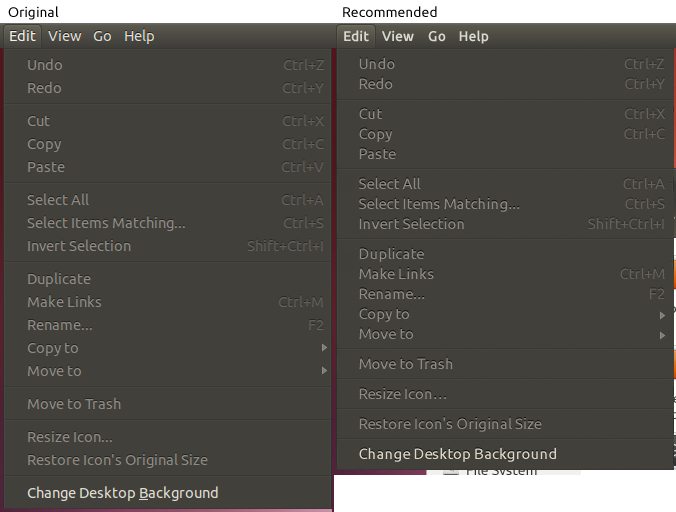 Original
Edit View Go Help
Undo Ctrl+Z
Redo Ctrl+Y
Cut Ctrl+X
Copy Ctrl+C
Paste Ctrl+V
Select All Ctrl+A
Select Items Matching... Ctrl+S
Invert Selection Shift+Ctrl+I
Duplicate
Make Links Ctrl+M
Rename... F2
Copy to
Move to
Move to Trash
Resize Icon...
Restore Icon's Original Size
Change Desktop Background
Recommended
Edit View Go Help
Undo Ctrl+Z
Redo Ctrl+Y
Cut Ctrl+X
Copy Ctrl+C
Paste
Select All Ctrl+A
Select Items Matching... Ctrl+S
Invert Selection Shift+Ctrl+I
Duplicate
Make Links Ctrl+M
Rename... F2
Copy to
Move to
Move to Trash
Resize Icon...
Restore Icon's Original Size
Change Desktop Background
File System